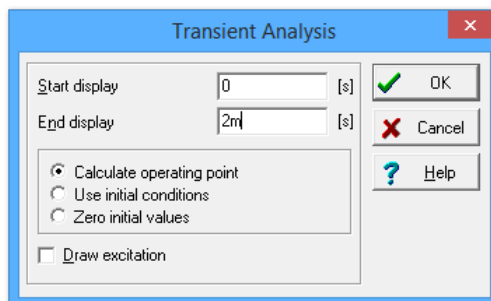 Transient Analysis
Start display 0 [s]
End display 2m [s]
Calculate operating point
Use initial conditions
Zero initial values
Draw excitation
OK
Cancel
? Help